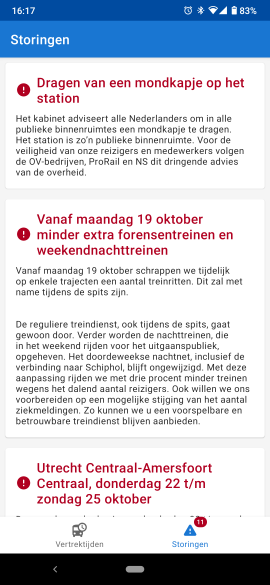 16:17
83%
Storingen
Dragen van een mondkapje op het
station
Het kabinet adviseert alle Nederlanders om in alle
publieke binnenruimtes een mondkapje te dragen.
Het station is zo'n publieke binnenruimte. Voor de
veiligheid van onze reizigers en medewerkers volgen
de OV-bedrijven, ProRail en NS dit dringende advies
van de overheid.
Vanaf maandag 19 oktober
minder extra forensentreinen en
weekendnachttreinen
Vanaf maandag 19 oktober schrappen we tijdelijk
op enkele trajecten een aantal treinritten. Dit zal met
name tijdens de spits zijn.
De reguliere treindienst, ook tijdens de spits, gaat
gewoon door. Verder worden de nachttreinen, die
in het weekend rijden voor het uitgaanspubliek,
opgeheven. Het doordeweekse nachtnet, inclusief de
verbinding naar Schiphol, blijft ongewijzigd. Met deze
aanpassing rijden we met drie procent minder treinen
wegens het dalend aantal reizigers. Ook willen we ons
voorbereiden op een mogelijke stijging van het aantal
ziekmeldingen. Zo kunnen we u een voorspelbare en
betrouwbare treindienst blijven aanbieden.
Utrecht Centraal-Amersfoort
Centraal, donderdag 22 t/m
zondag 25 oktober
11
Vertrektijden
Storingen